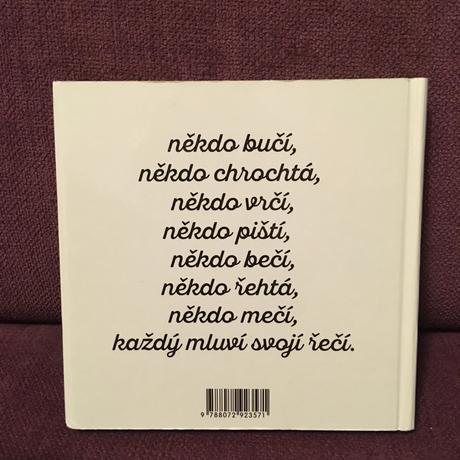 někdo bučí,
někdo chrochtá,
někdo vrčí,
někdo piští,
někdo bečí,
někdo řehtá,
někdo mečí,
každý mluví svojí řečí.
9 788072 923571